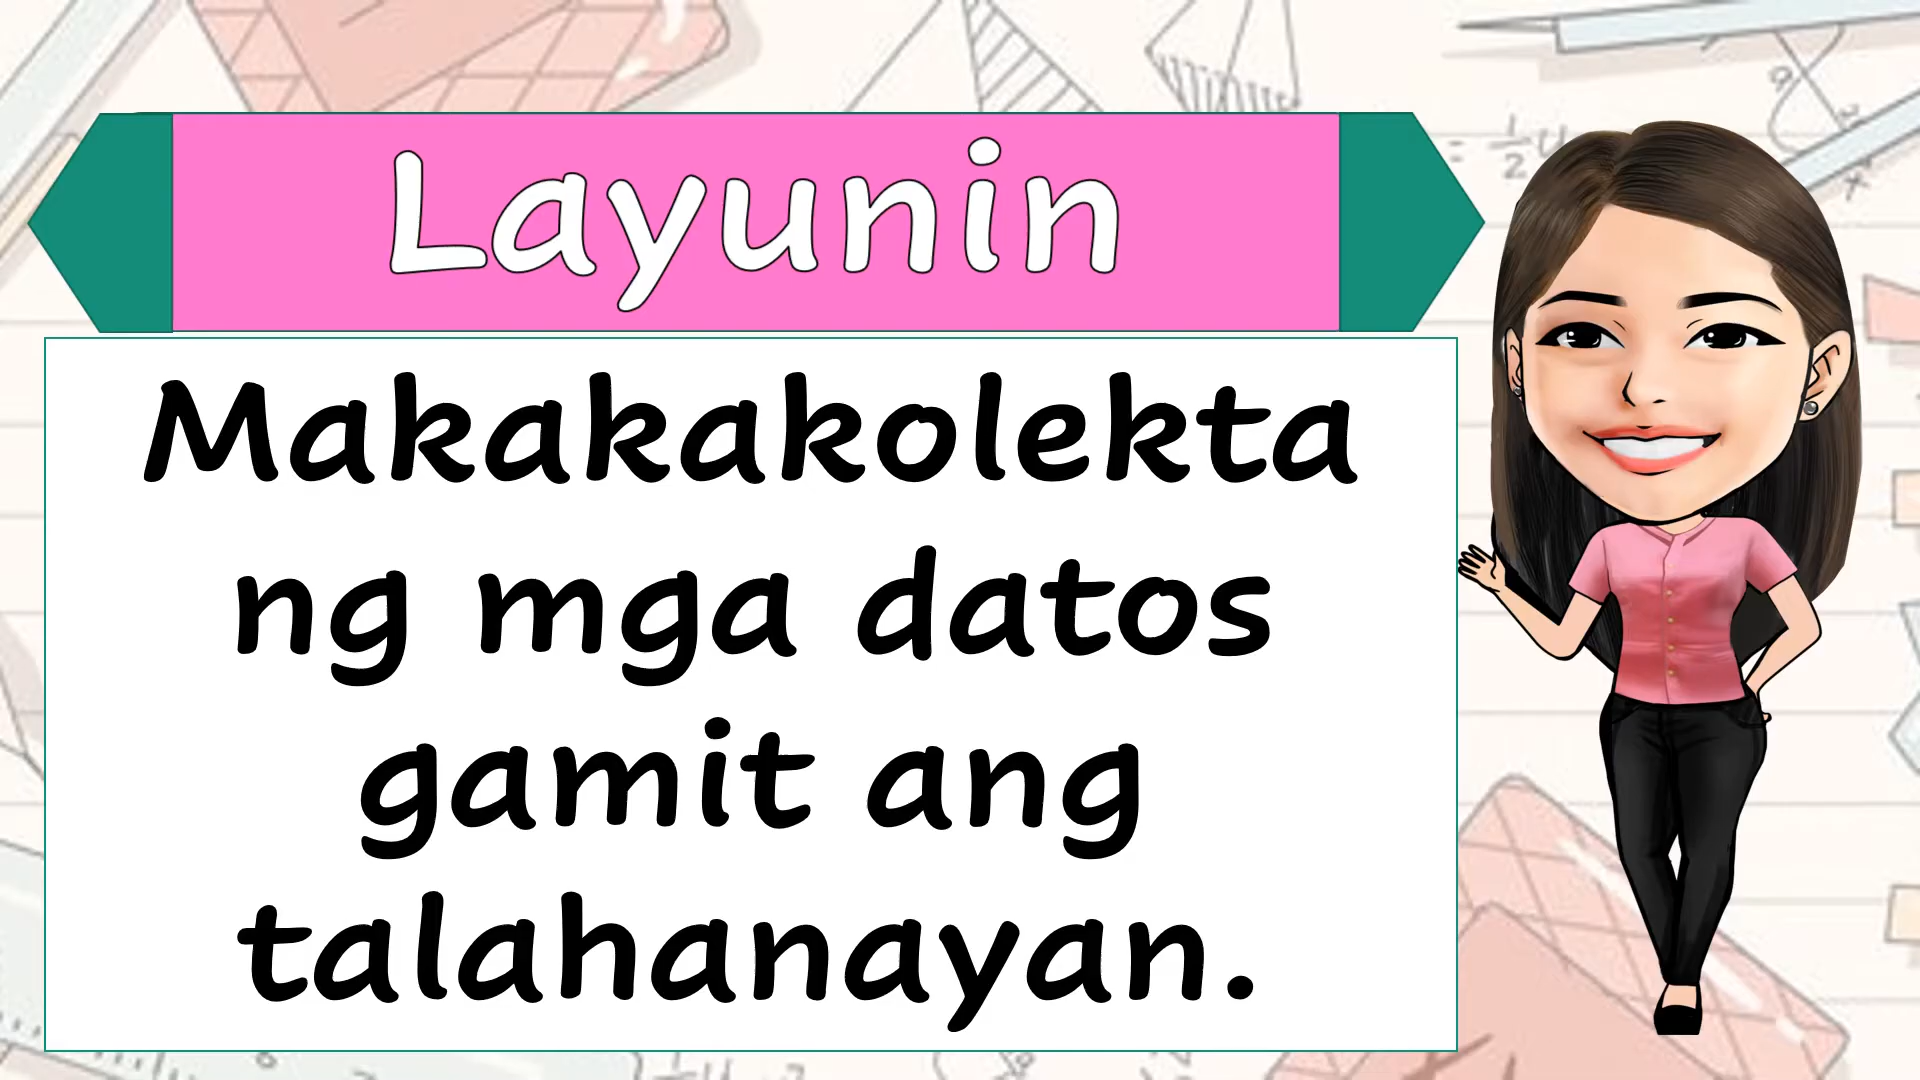 Layunin
Makakakolekta
ng mga datos
gamit ang
talahanayan.